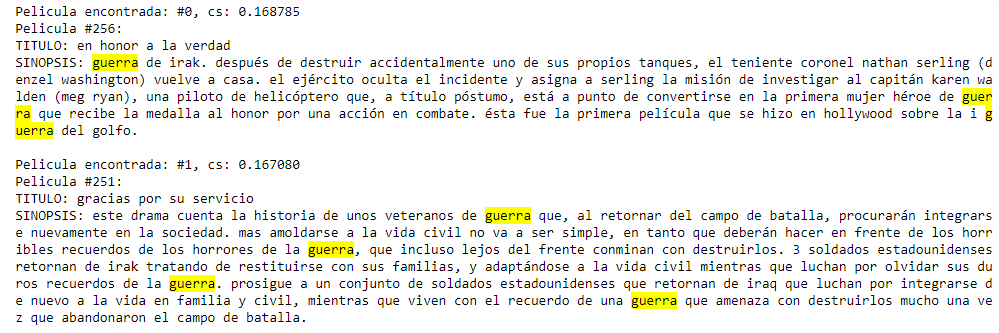 Pelicula encontrada: #0, cs: 0.168785
Pelicula #256:
TITULO: en honor a la verdad
SINOPSIS: guerra de irak. después de destruir accidentalmente uno de sus propios tanques, el teniente coronel nathan serling (d
enzel washington) vuelve a casa. el ejército oculta el incidente y asigna a serling la misión de investigar al capitán karen wa
lden (meg ryan), una piloto de helicóptero que, a título póstumo, está a punto de convertirse en la primera mujer héroe de guer
ra que recibe la medalla al honor por una acción en combate. ésta fue la primera película que se hizo en hollywood sobre la i g
uerra del golfo.
Pelicula encontrada: #1, cs: 0.167080
Pelicula #251:
TITULO: gracias por su servicio
SINOPSIS: este drama cuenta la historia de unos veteranos de guerra que, al retornar del campo de batalla, procurarán integrars
e nuevamente en la sociedad. mas amoldarse a la vida civil no va a ser simple, en tanto que deberán hacer en frente de los horr
ibles recuerdos de los horrores de la guerra, que incluso lejos del frente conminan con destruirlos. 3 soldados estadounidenses
retornan de irak tratando de restituirse con sus familias, y adaptándose a la vida civil mientras que luchan por olvidar sus du
ros recuerdos de la guerra. prosigue a un conjunto de soldados estadounidenses que retornan de iraq que luchan por integrarse d
e nuevo a la vida en familia y civil, mientras que viven con el recuerdo de una guerra que amenaza con destruirlos mucho una ve
z que abandonaron el campo de batalla.